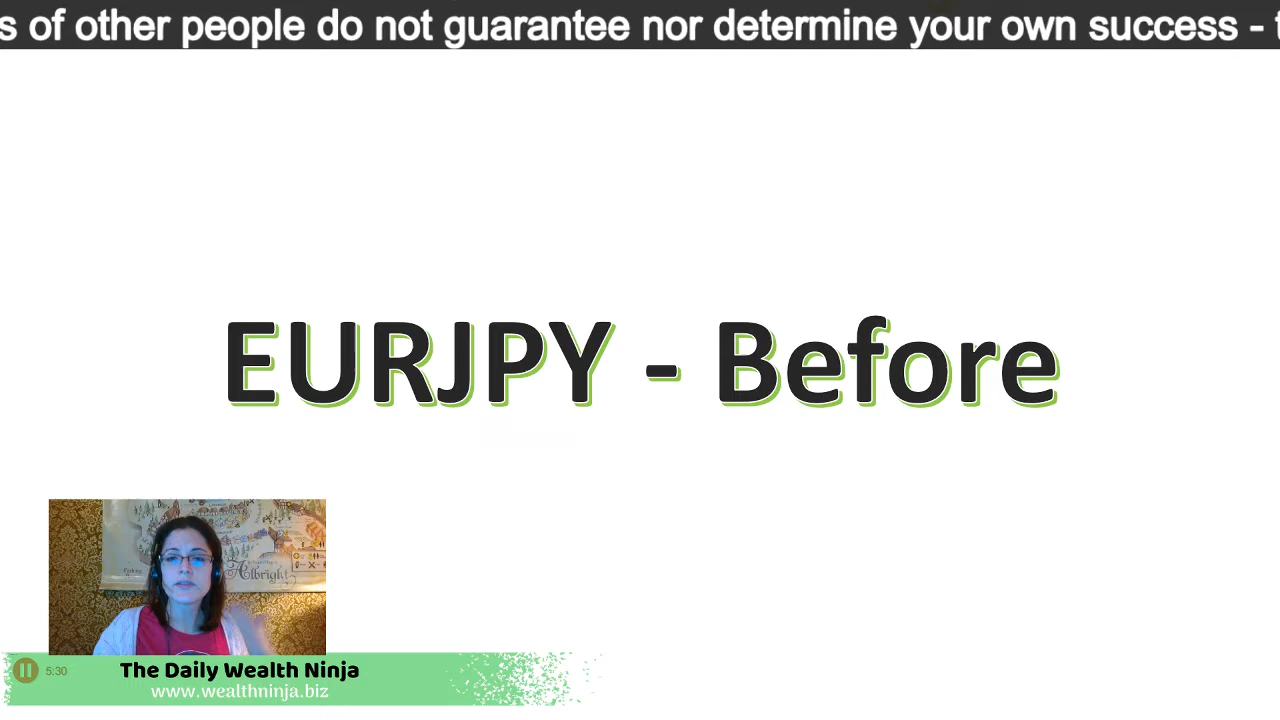 s of other people do not guarantee nor determine your own success - t
EURJPY - Before
Albright
5:30
The Daily Wealth Ninja
www.wealthninja.biz